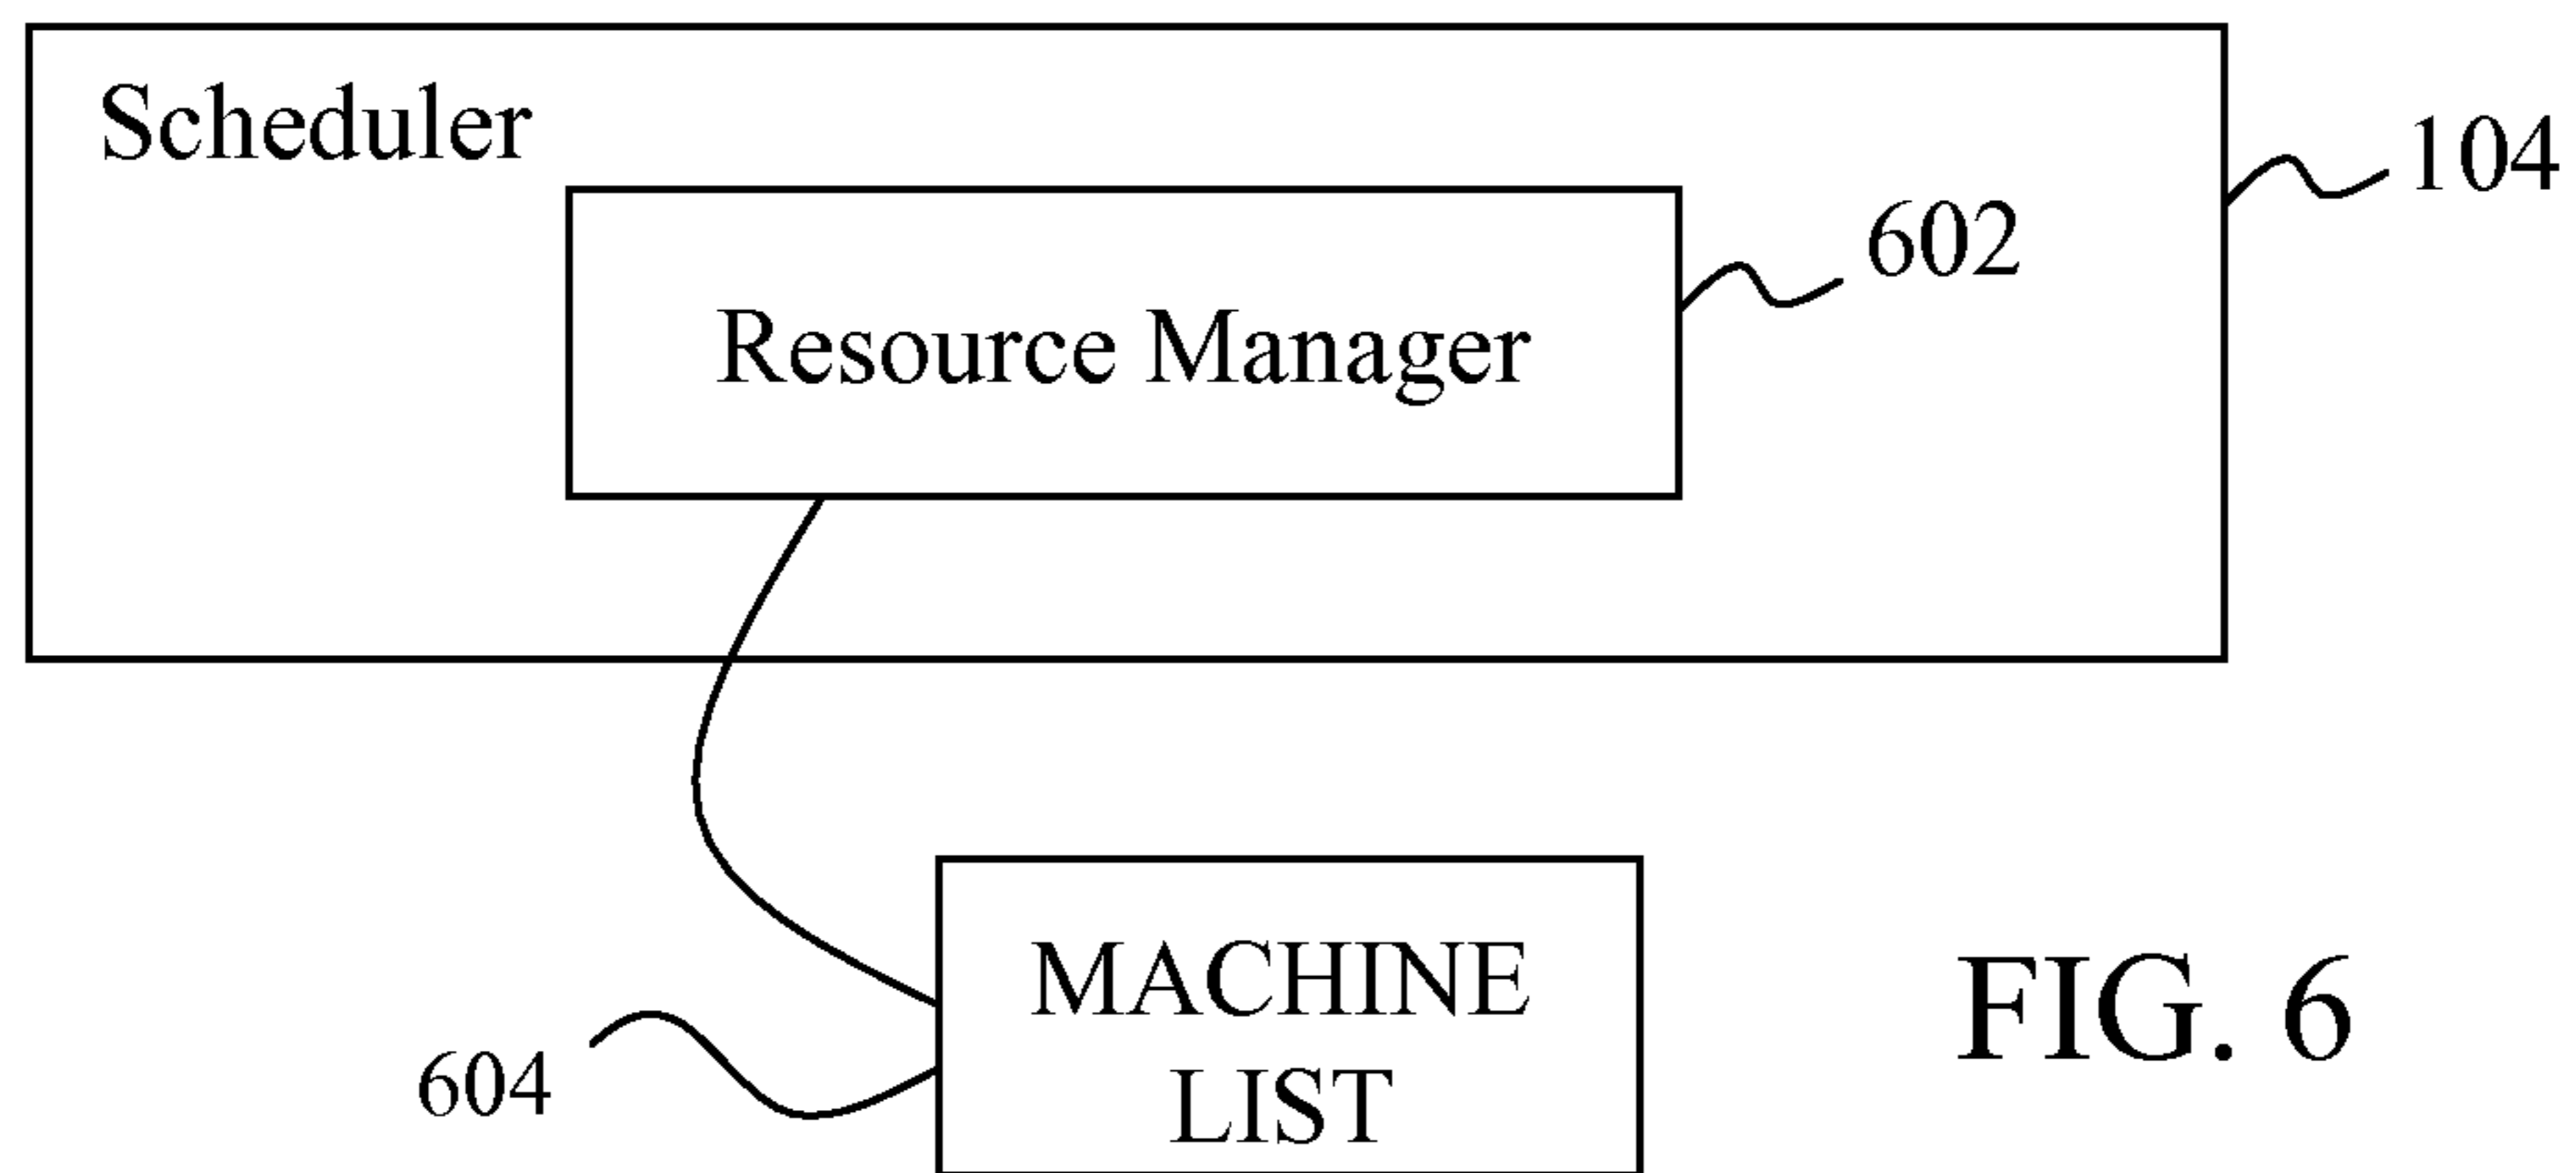 Scheduler
104
602
Resource Manager
MACHINE
LIST
604
FIG. 6